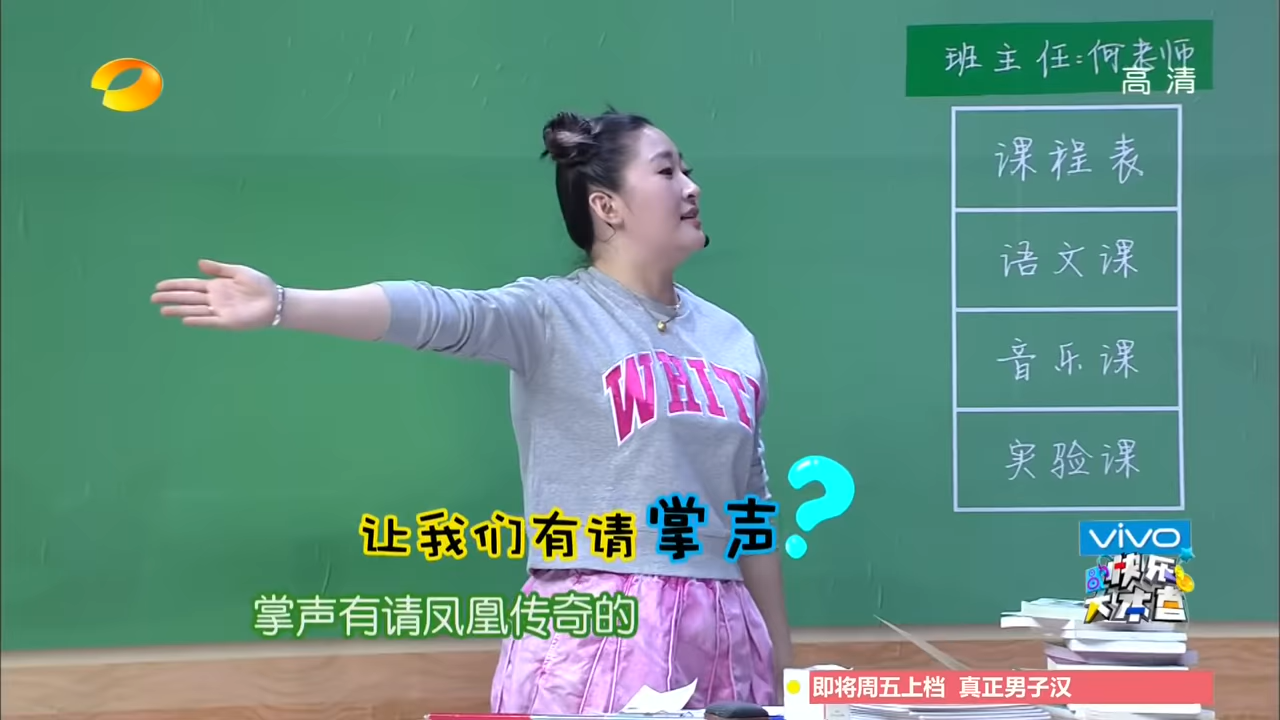 班主任:何老师
高清
课程表
语文课
音乐课
实验课
WHIT
让我们有请掌声?
掌声有请凤凰传奇的
vivo
快乐
大本营
即将周五上档 真正男子汉